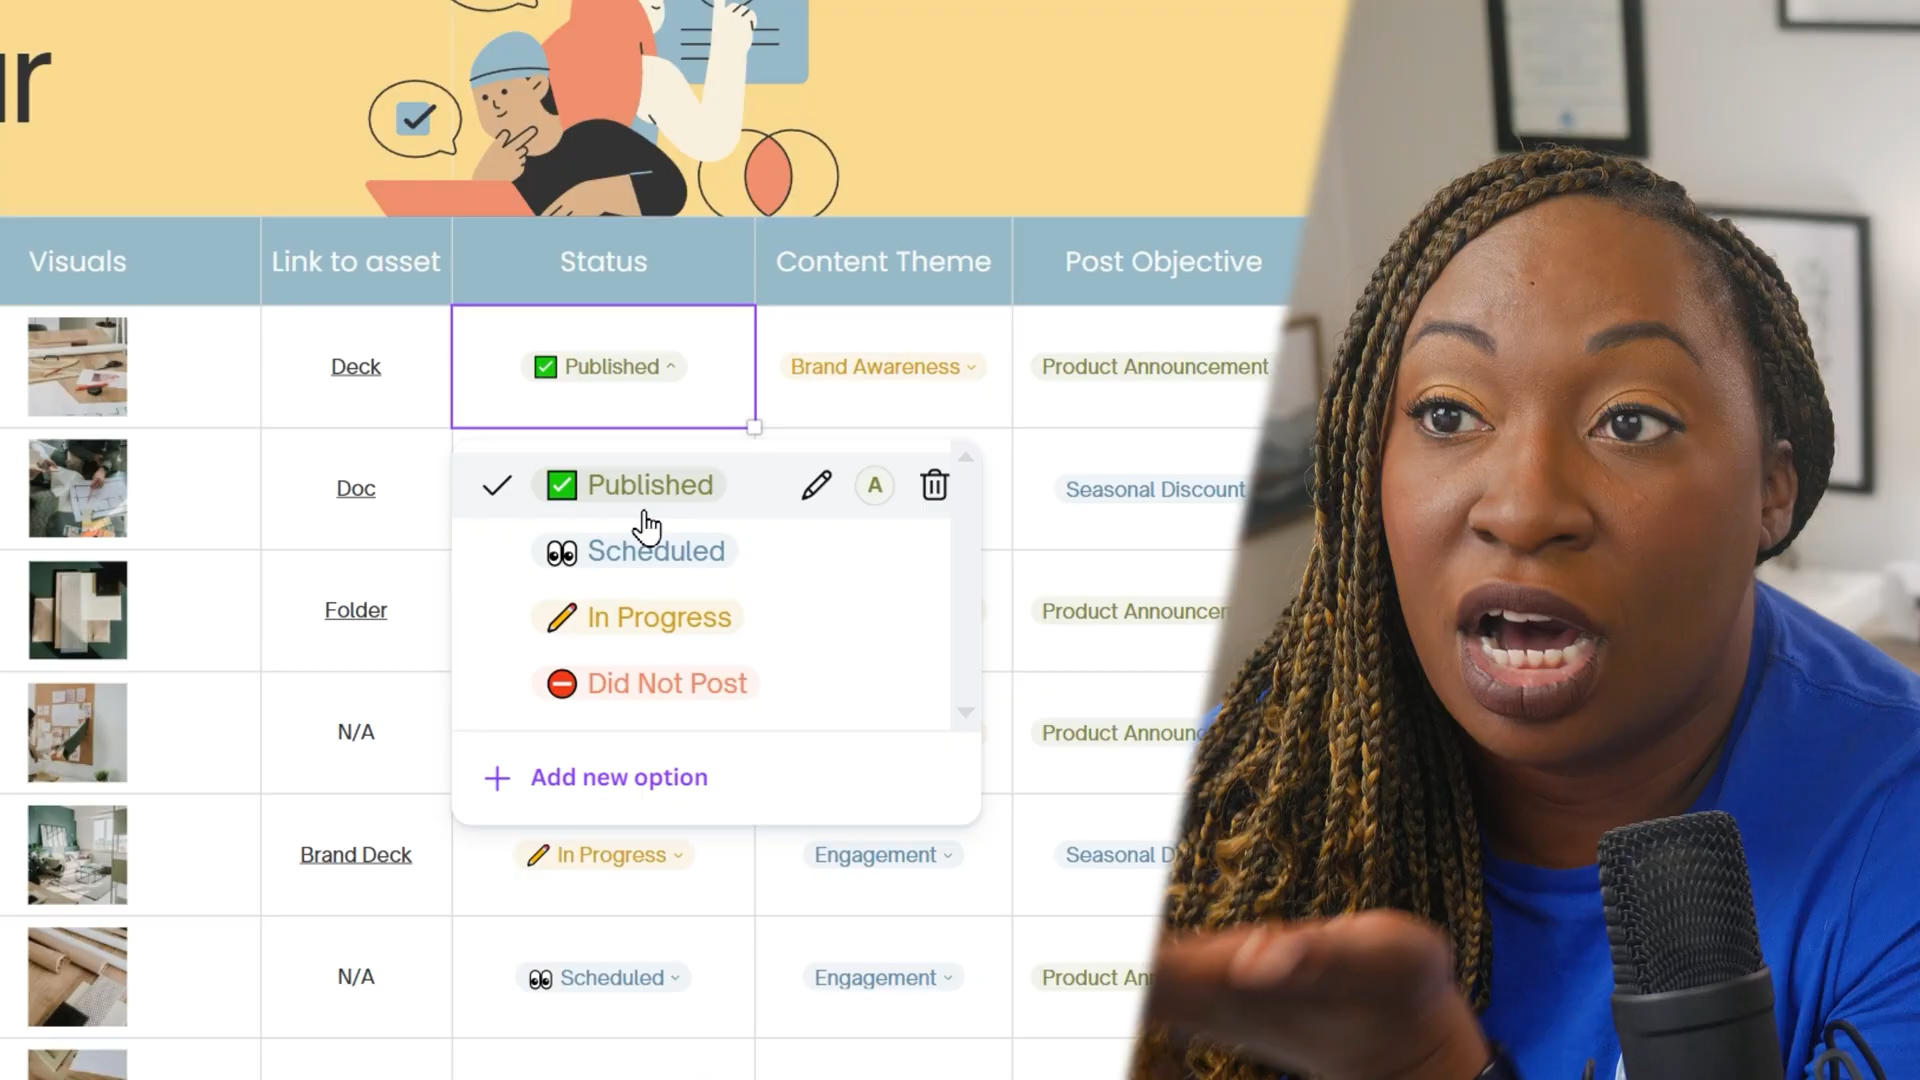 ur
Visuals
Link to asset
Status
Content Theme
Post Objective
Deck
✅ Published
Brand Awareness
Product Announcement
Doc
Seasonal Discount
Folder
Product Announcem
N/A
Product Announc
✅ Published
A
👀 Scheduled
✏️ In Progress
⛔ Did Not Post
+ Add new option
Brand Deck
✏️ In Progress
Engagement
Seasonal D
N/A
👀 Scheduled
Engagement
Product An